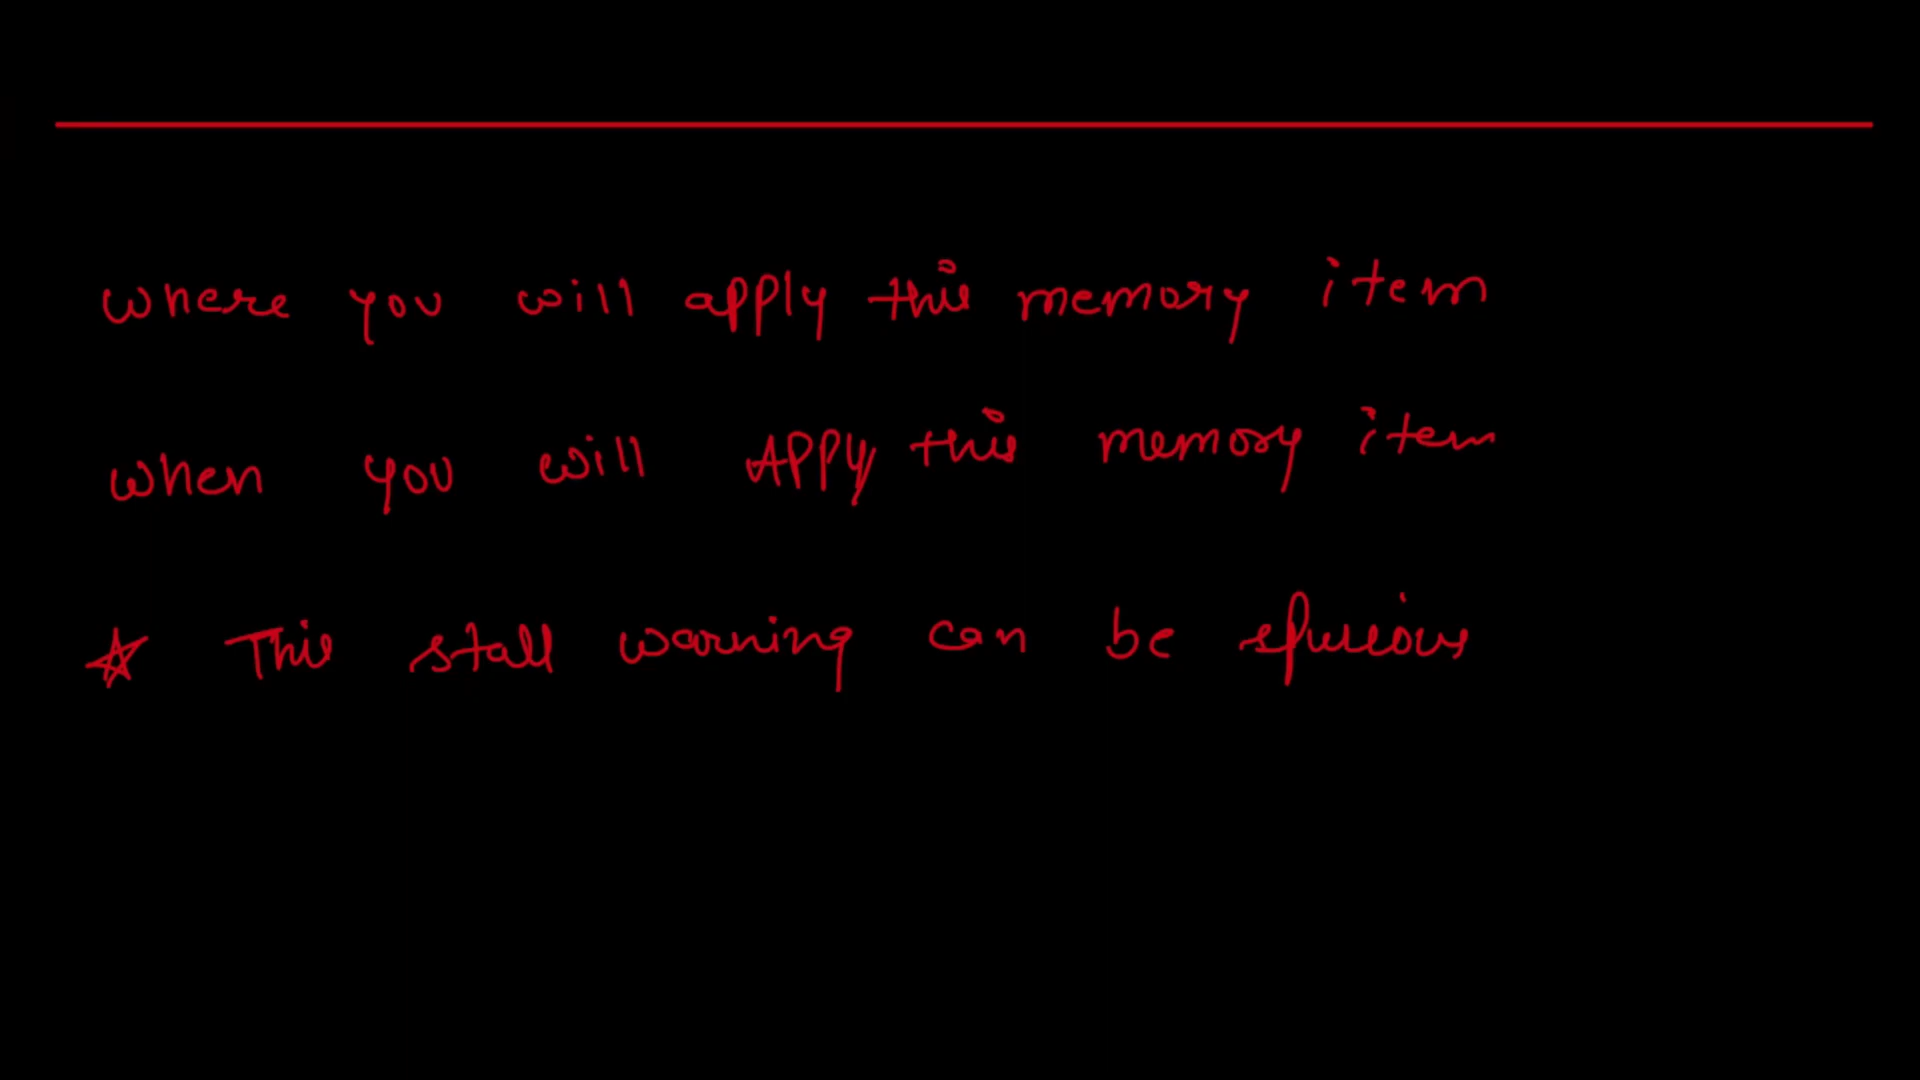 where you will apply this memory item
when you will APPly this memory item
☆ This stall warning can be spurious